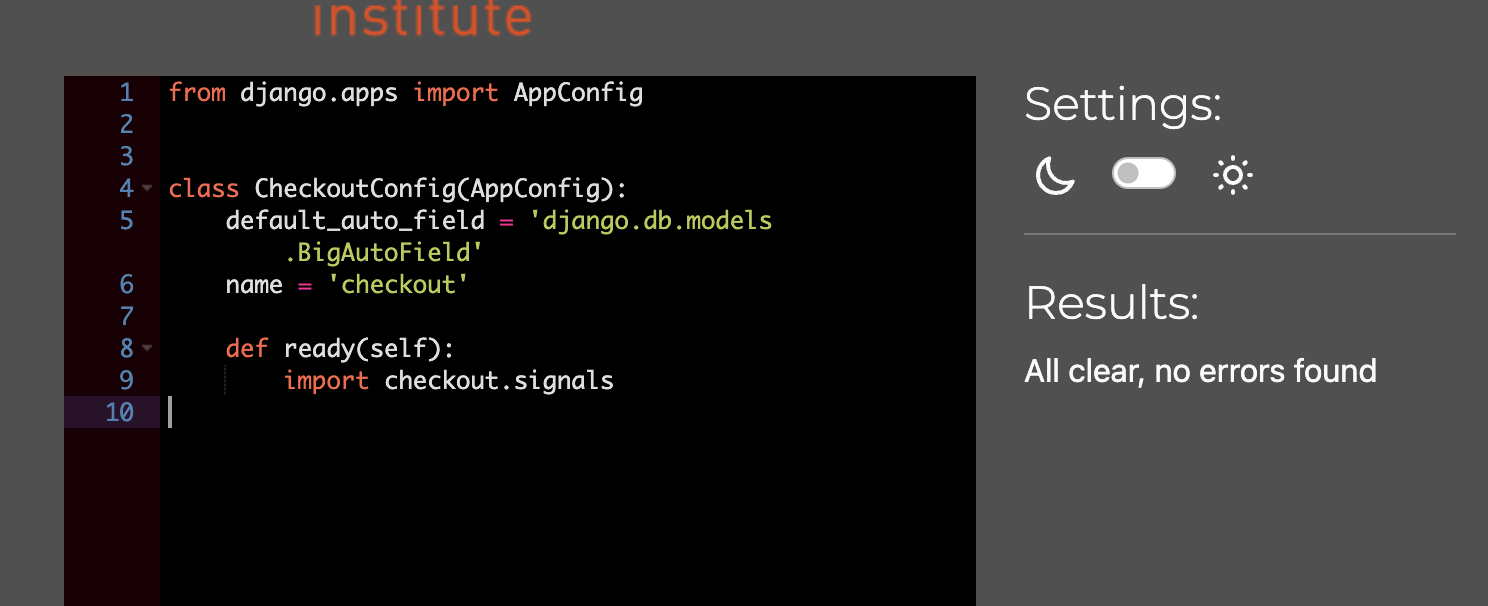 institute
1 from django.apps import AppConfig
2
3
4 class CheckoutConfig(AppConfig):
5     default_auto_field = 'django.db.models
        .BigAutoField'
6     name = 'checkout'
7
8     def ready(self):
9         import checkout.signals
10
Settings:
Results:
All clear, no errors found